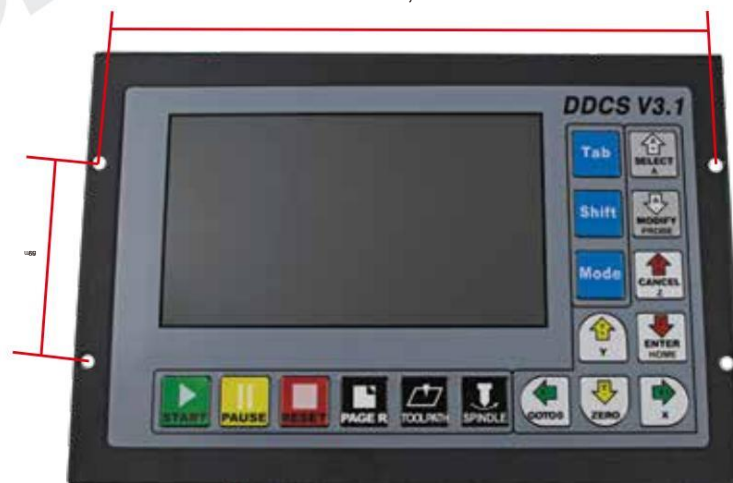 DDCS V3.1
Tab
SELECT
A
Shift
MODIFY
PROBE
Mode
CANCEL
Z
Y
ENTER
HOME
START
PAUSE
RESET
PAGE R
TOOLPATH
SPINDLE
GOTO0
ZERO
X